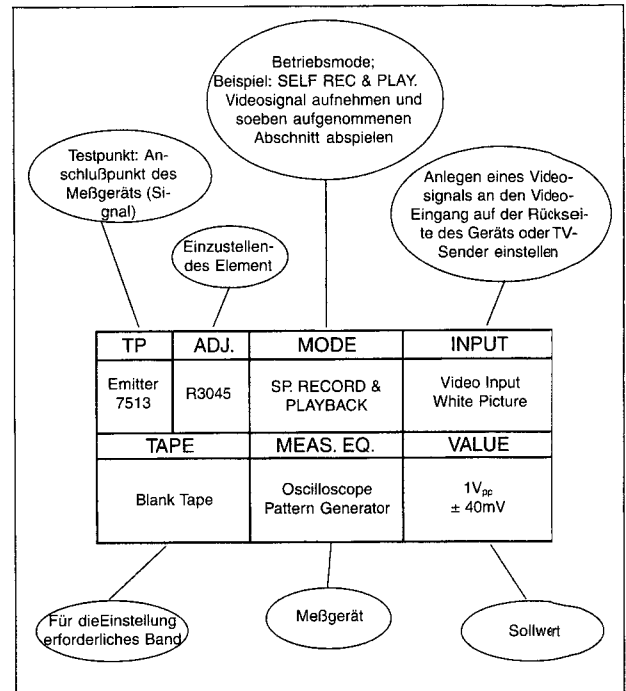 Betriebsmode;
Beispiel: SELF REC & PLAY.
Videosignal aufnehmen und
soeben aufgenommenen
Abschnitt abspielen
Testpunkt: An-
schlußpunkt des
Meßgeräts (Si-
gnal)
Anlegen eines Video-
signals an den Video-
Eingang auf der Rücksei-
te des Geräts oder TV-
Sender einstellen
Einzustellen-
des Element
TP ADJ. MODE INPUT
Emitter
7513
R3045
SP. RECORD &
PLAYBACK
Video Input
White Picture
TAPE MEAS. EQ. VALUE
Blank Tape
Oscilloscope
Pattern Generator
1Vpp
± 40mV
Für dieEinstellung
erforderliches Band
Meßgerät
Sollwert